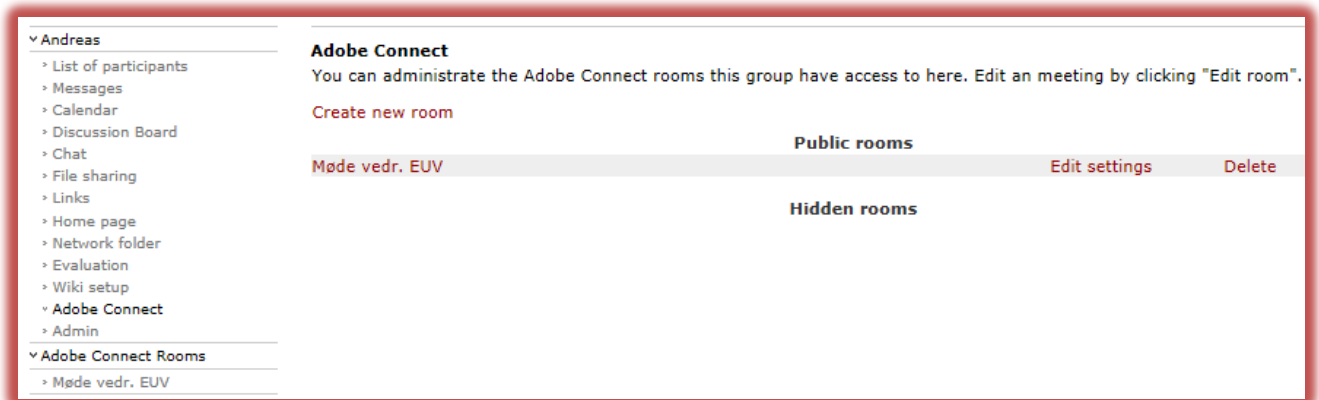 Andreas
List of participants
Messages
Calendar
Discussion Board
Chat
File sharing
Links
Home page
Network folder
Evaluation
Wiki setup
Adobe Connect
Admin
Adobe Connect Rooms
Møde vedr. EUV
Adobe Connect
You can administrate the Adobe Connect rooms this group have access to here. Edit an meeting by clicking "Edit room".
Create new room
Public rooms
Møde vedr. EUV Edit settings Delete
Hidden rooms